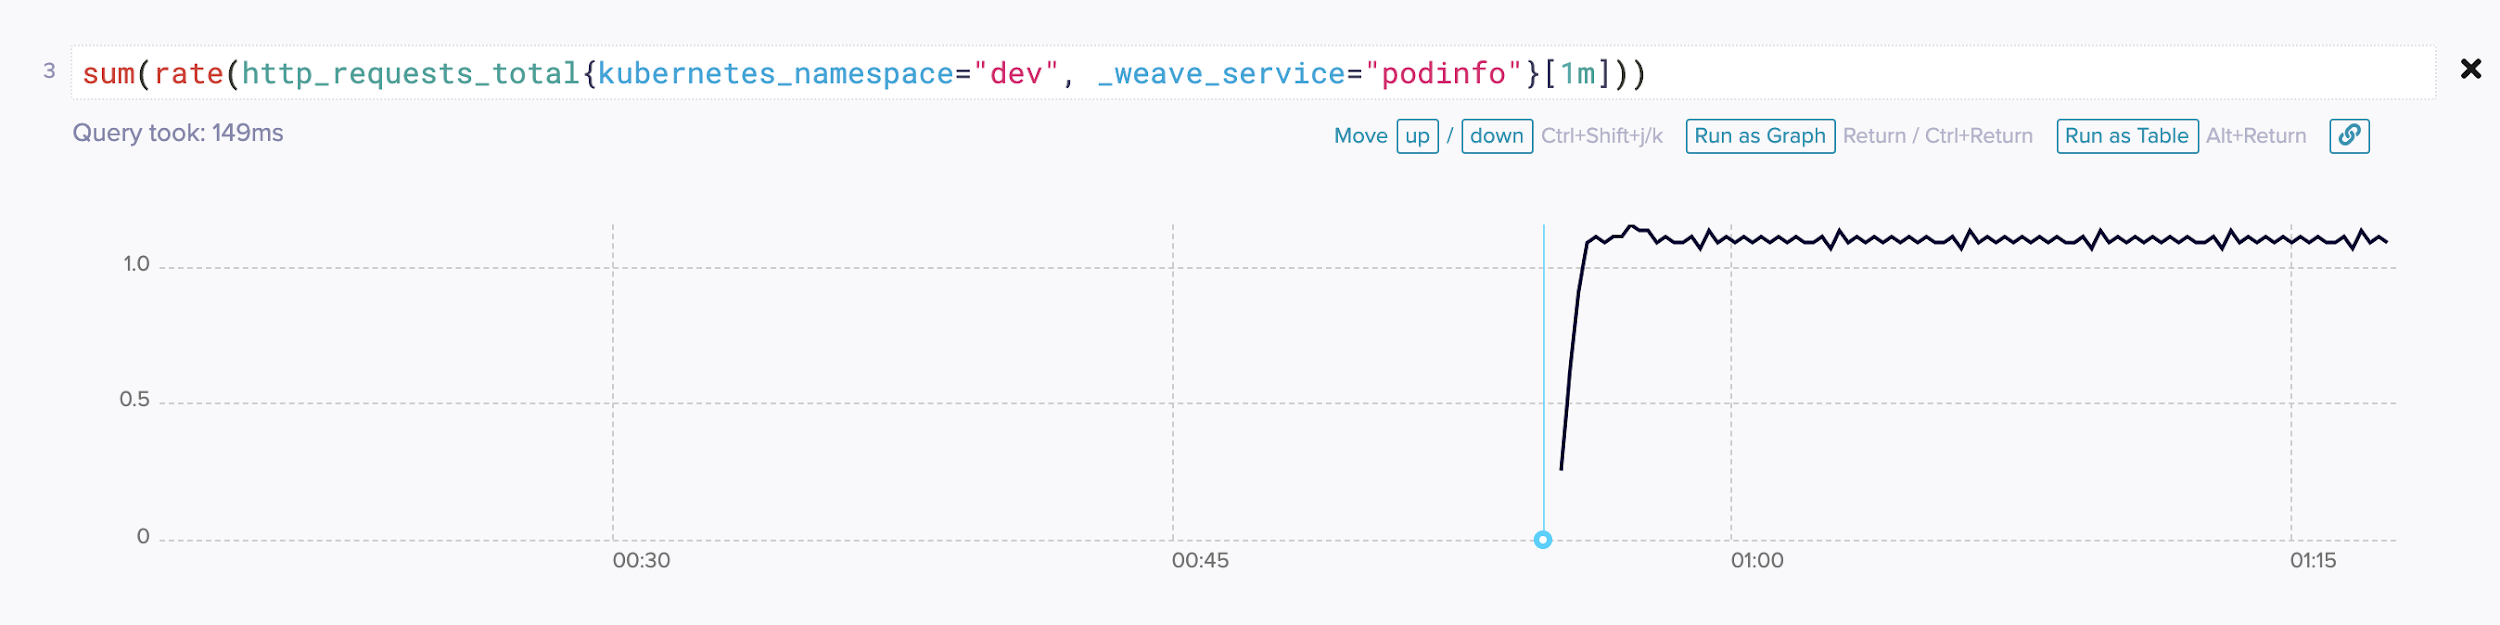 3 sum(rate(http_requests_total{kubernetes_namespace="dev", _weave_service="podinfo"}[1m]))
Query took: 149ms Move up / down Ctrl+Shift+j/k Run as Graph Return / Ctrl+Return Run as Table Alt+Return
1.0
0.5
0
00:30 00:45 01:00 01:15